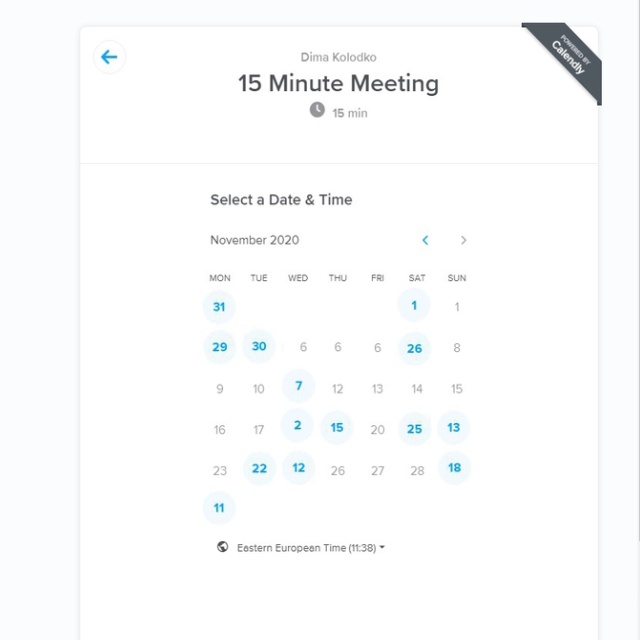 POWERED BY
Calendly
Dima Kolodko
15 Minute Meeting
15 min
Select a Date & Time
November 2020
MON TUE WED THU FRI SAT SUN
31 1 1
29 30 6 6 6 26 8
9 10 7 12 13 14 15
16 17 2 15 20 25 13
23 22 12 26 27 28 18
11
Eastern European Time (11:38)